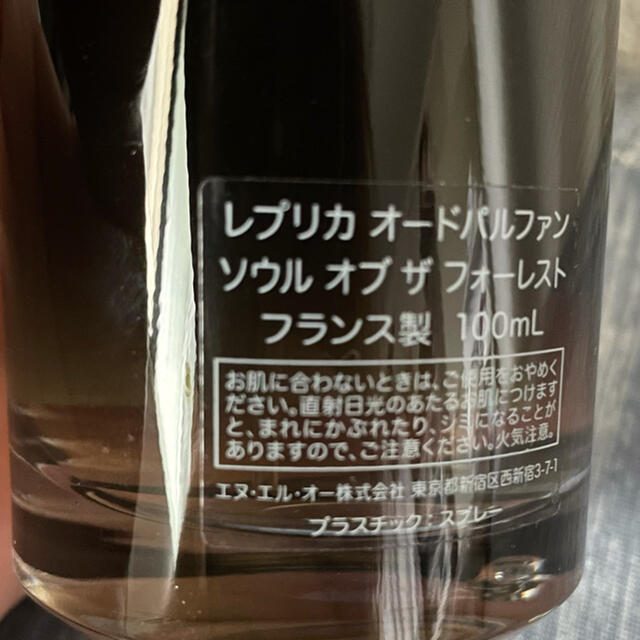 レプリカ オードパルファン
ソウル オブ ザ フォーレスト
フランス製 100mL
お肌に合わないときは、ご使用をおやめく
ださい。直射日光のあたるお肌につけます
と、まれにかぶれたり、シミになることが
ありますので、ご注意ください。火気注意。
エヌ・エル・オー株式会社 東京都新宿区西新宿3-7-1
プラスチック：スプレー